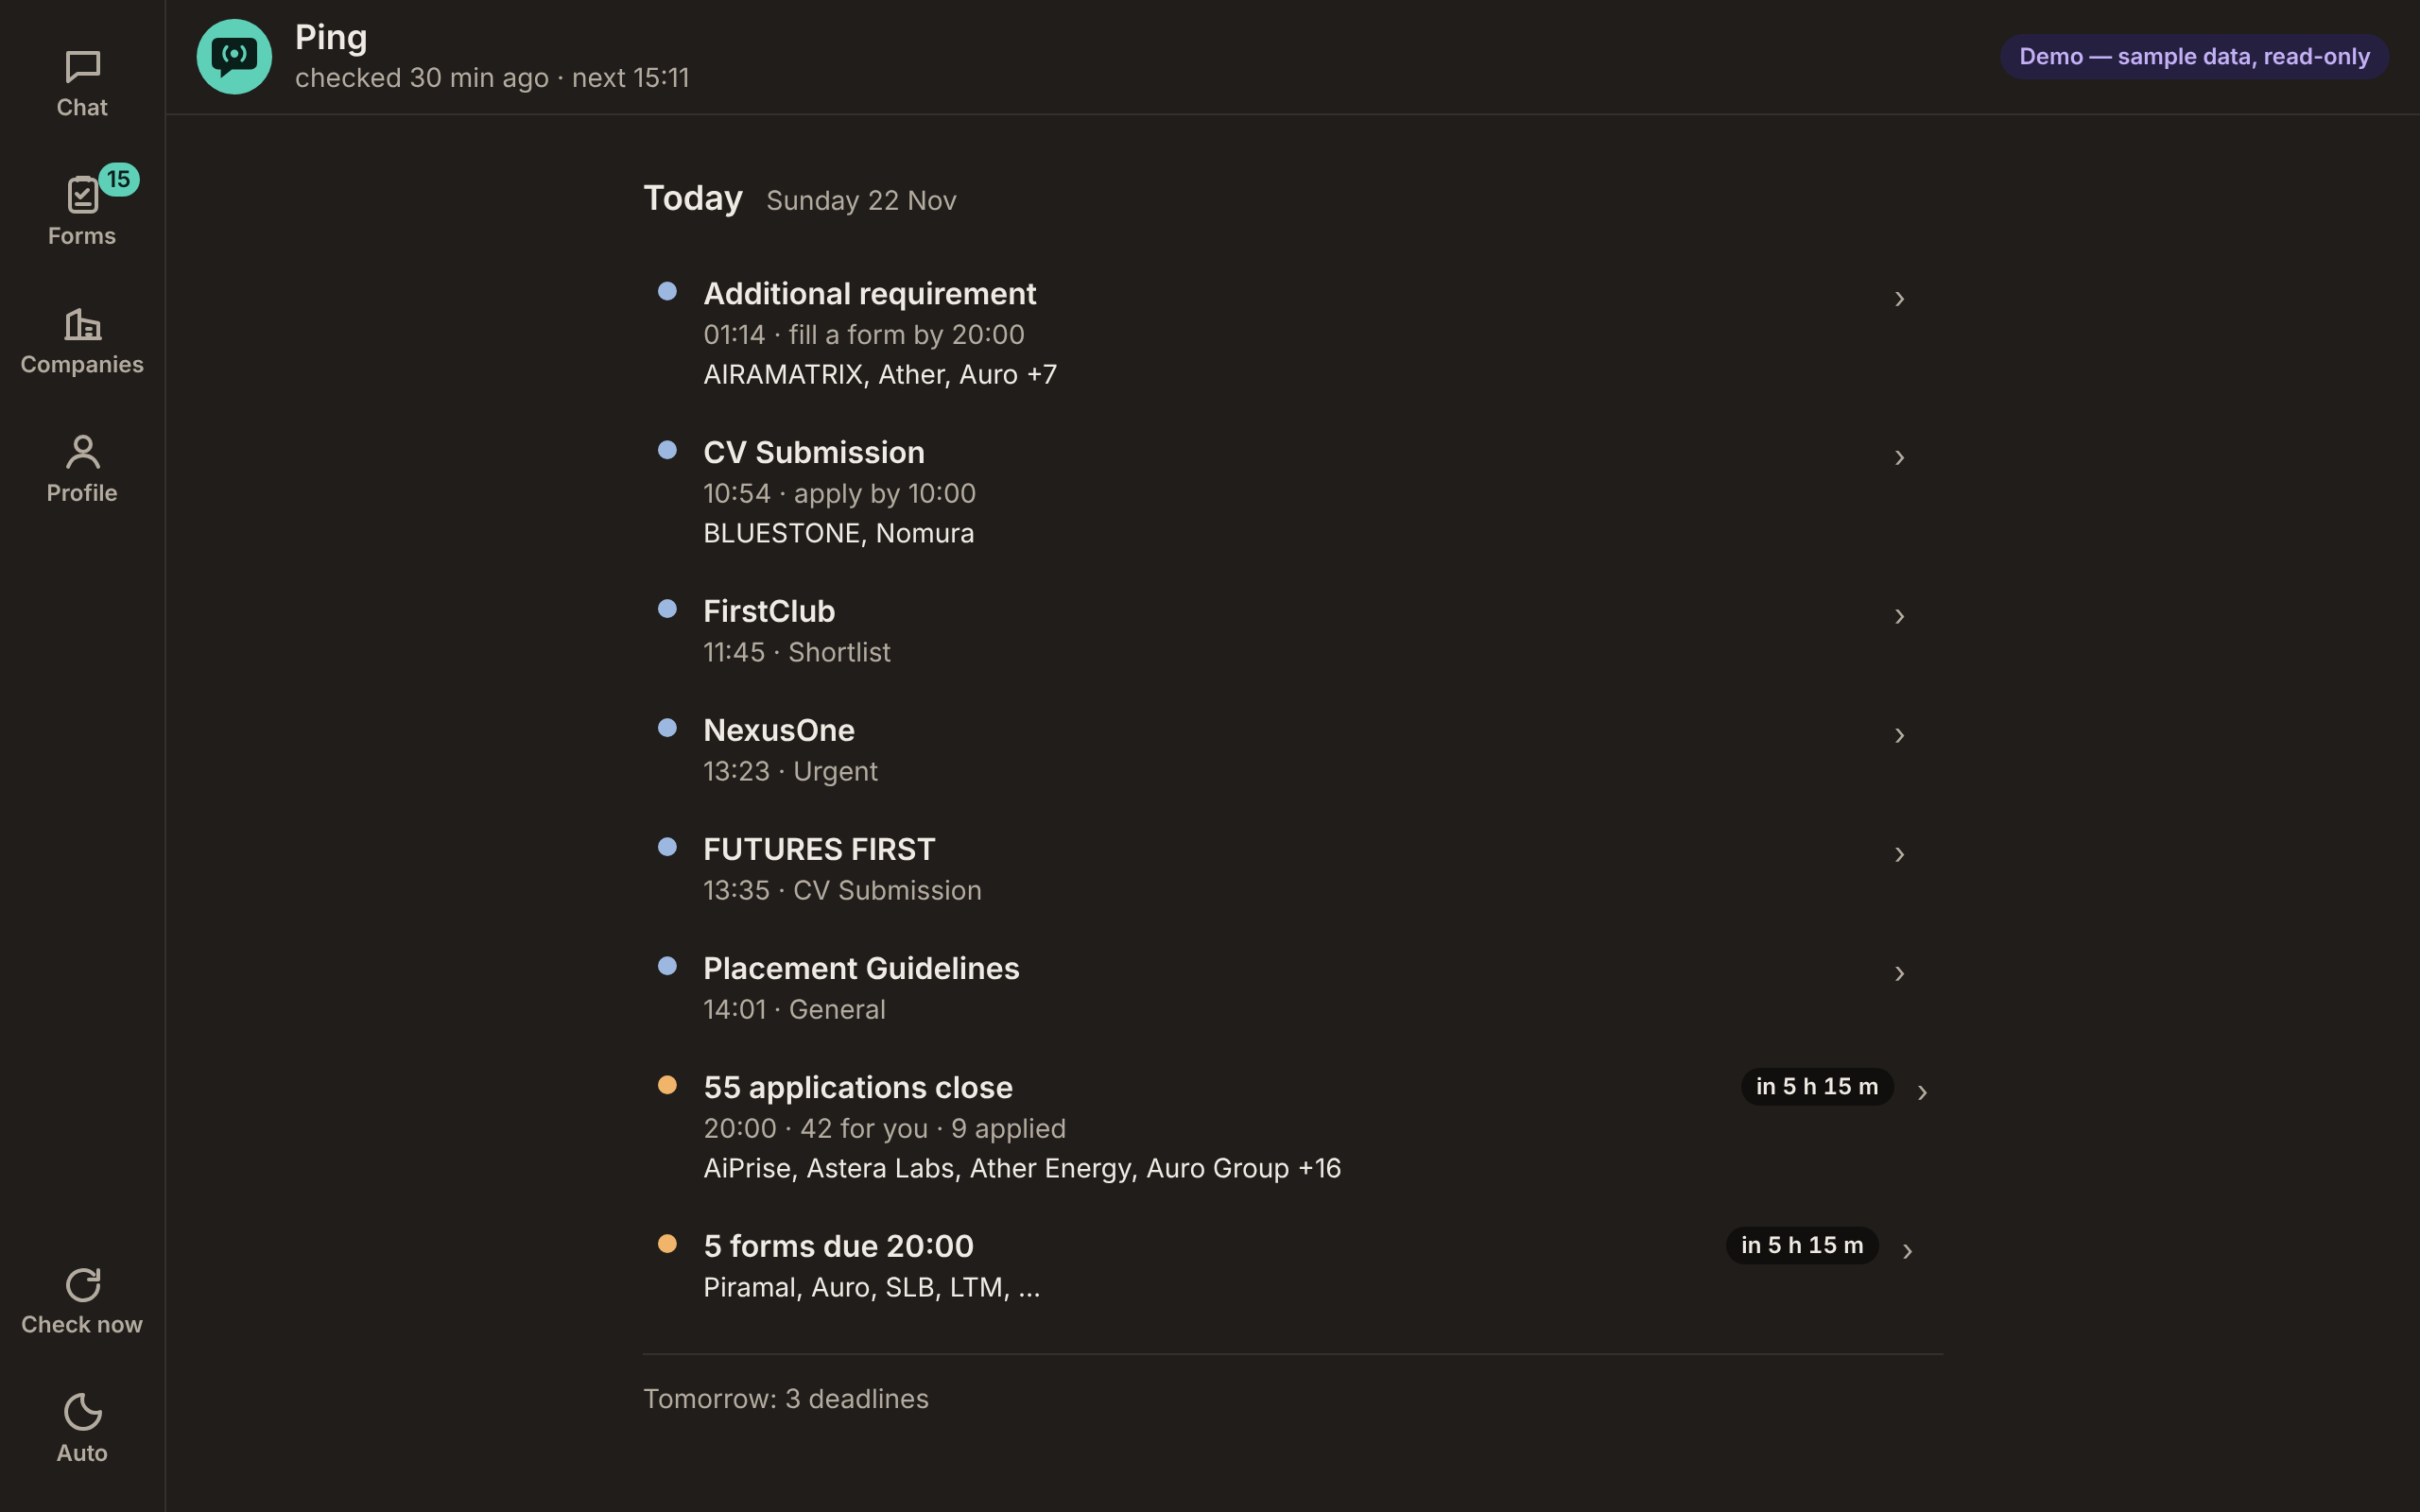 Chat
15
Forms
Companies
Profile
Check now
Auto
Ping
checked 30 min ago · next 15:11
Demo — sample data, read-only
Today Sunday 22 Nov
Additional requirement
01:14 · fill a form by 20:00
AIRAMATRIX, Ather, Auro +7
CV Submission
10:54 · apply by 10:00
BLUESTONE, Nomura
FirstClub
11:45 · Shortlist
NexusOne
13:23 · Urgent
FUTURES FIRST
13:35 · CV Submission
Placement Guidelines
14:01 · General
55 applications close in 5 h 15 m
20:00 · 42 for you · 9 applied
AiPrise, Astera Labs, Ather Energy, Auro Group +16
5 forms due 20:00 in 5 h 15 m
Piramal, Auro, SLB, LTM, ...
Tomorrow: 3 deadlines